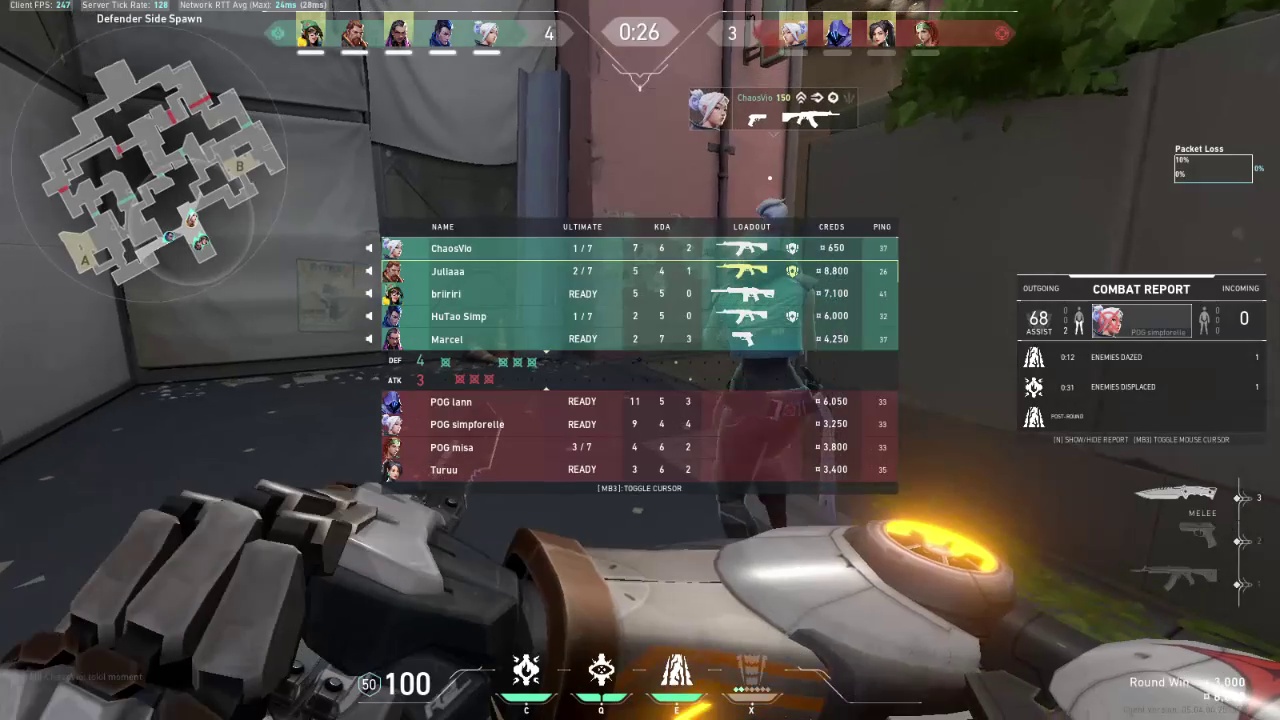 Client FPS: 247 Server Tick Rate: 128 Network RTT Avg (Max): 24ms (28ms)
Defender Side Spawn
4 0:26 3
ChaosVio 150
Packet Loss
10%
0% 0%
B
A
NAME ULTIMATE KDA LOADOUT CREDS PING
ChaosVio 1 / 7 7 6 2 650 37
Juliaaa 2 / 7 5 4 1 8,800 26
briiriri READY 5 5 0 7,100 41
HuTao Simp 1 / 7 2 5 0 6,000 32
Marcel READY 2 7 3 4,250 37
DEF 4
ATK 3
POG lann READY 11 5 3 6,050 33
POG simpforelle READY 9 4 4 3,250 33
POG misa 3 / 7 4 6 2 3,800 33
Turuu READY 3 6 2 3,400 35
[MB3]: TOGGLE CURSOR
OUTGOING COMBAT REPORT INCOMING
68 ASSIST 0 0 2 POG simpforelle 0 0 0 0
0:12 ENEMIES DAZED 1
0:31 ENEMIES DISPLACED 1
POST-ROUND
[N] SHOW/HIDE REPORT [MB3] TOGGLE MOUSE CURSOR
3
MELEE
2
1
50 100
C Q E X
Round Win